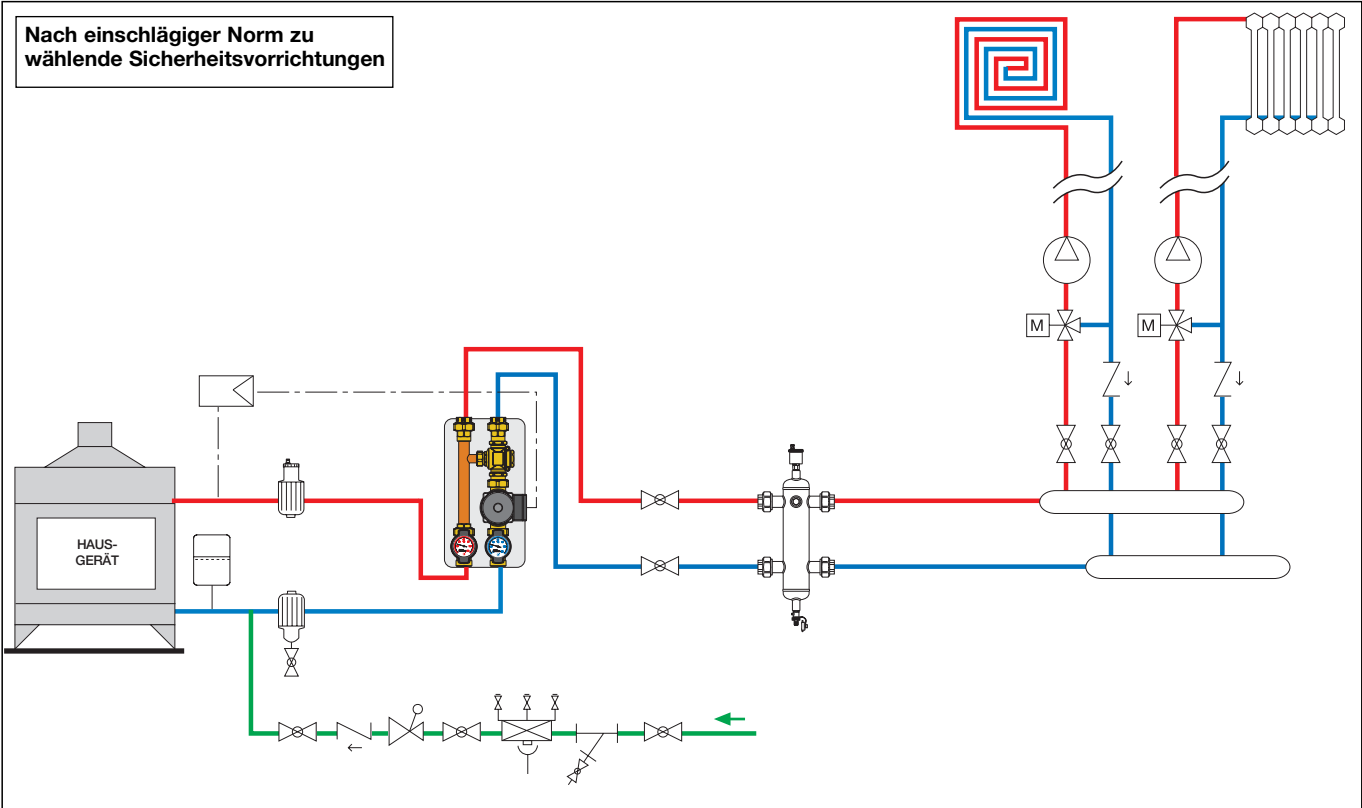 Nach einschlägiger Norm zu
wählende Sicherheitsvorrichtungen
M
M
HAUS-
GERÄT